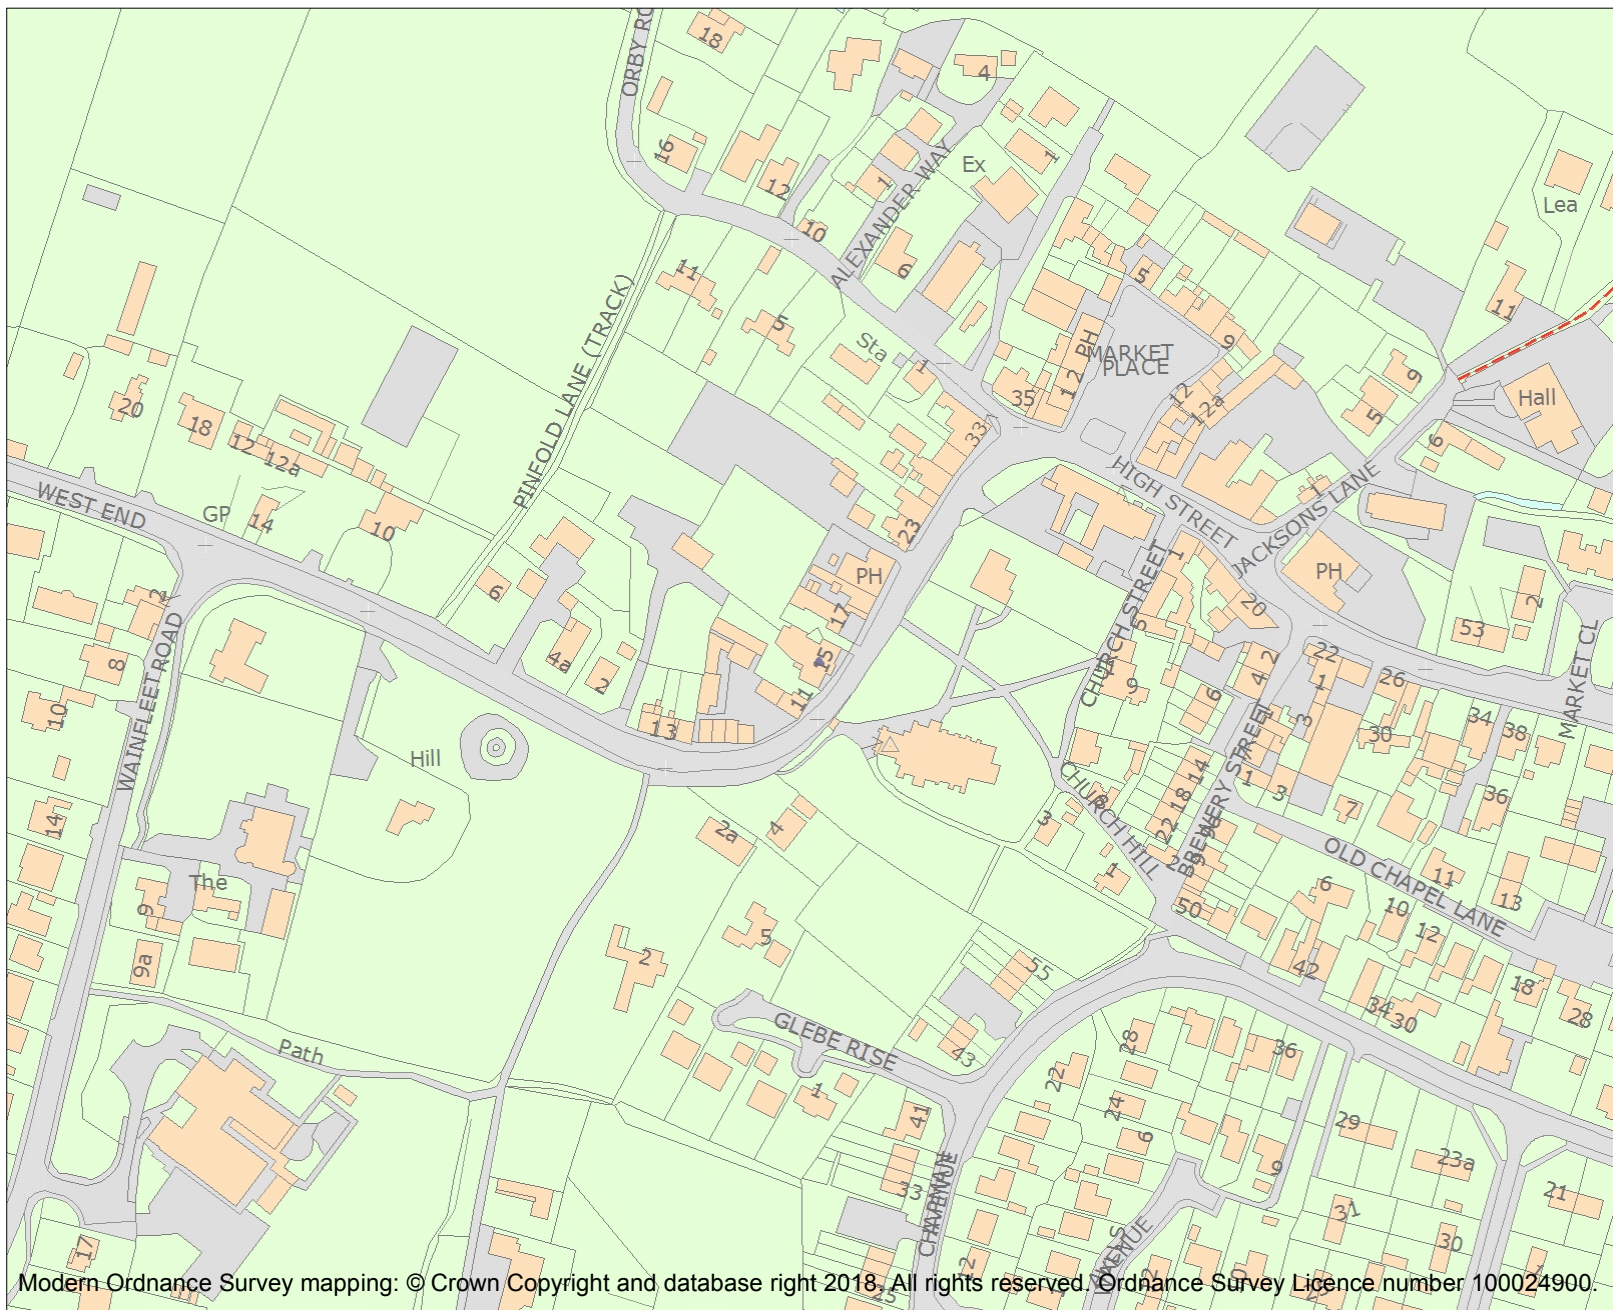 ORBY RO
18
4
16
12
1
Ex
1
Lea
10
ALEXANDER WAY
11
6
5
11
5
PINFOLD LANE (TRACK)
Sta
1
PH
MARKET
PLACE
9
12
12a
35
1 2
33
9
5
Hall
6
20
18
12
12a
WEST END
GP
14
10
23
HIGH STREET
JACKSONS LANE
1
PH
PH
1
CHURCH STREET
5
20
2
53
MARKET CL
2
WAINFLEET ROAD
8
10
6
4a
2
17
15
11
13
9
6
2
4
22
1
26
3
30
34
38
36
Hill
14
The
9
9a
2a
4
CHURCH HILL
3
8
1
14
18
22
BREWERY STREET
1
3
7
OLD CHAPEL LANE
11
13
6
10
12
18
28
50
42
34
30
2
5
55
43
GLEBE RISE
1
41
33
CHAPMAN
AVENUE
Path
17
28
22
24
6
36
9
29
23a
21
31
30
AVENUE
12
25
Modern Ordnance Survey mapping: © Crown Copyright and database right 2018. All rights reserved. Ordnance Survey Licence number 100024900.